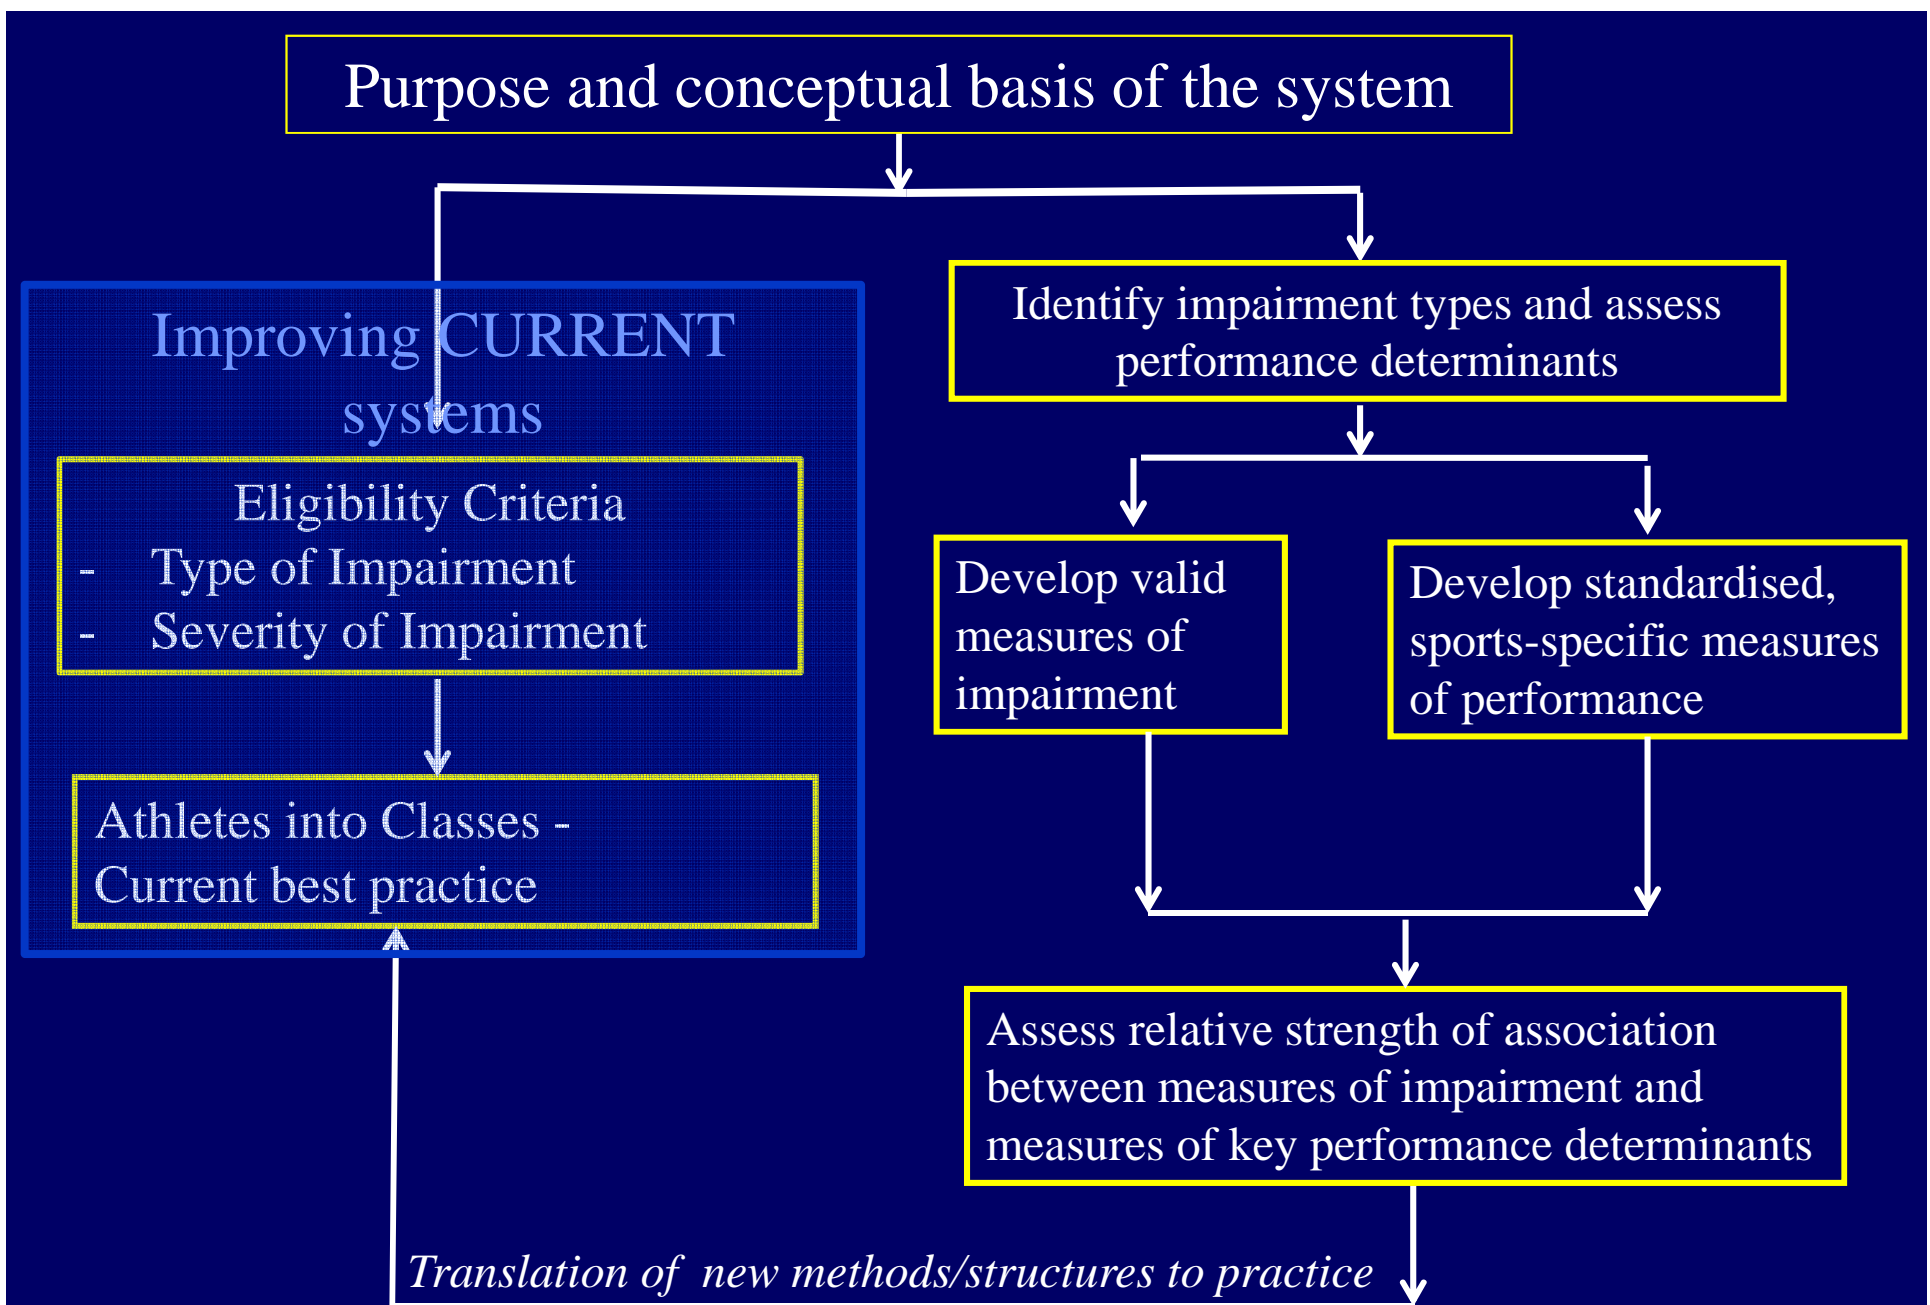 Purpose and conceptual basis of the system
Improving CURRENT
systems
Eligibility Criteria
- Type of Impairment
- Severity of Impairment
Athletes into Classes -
Current best practice
Identify impairment types and assess
performance determinants
Develop valid
measures of
impairment
Develop standardised,
sports-specific measures
of performance
Assess relative strength of association
between measures of impairment and
measures of key performance determinants
Translation of new methods/structures to practice